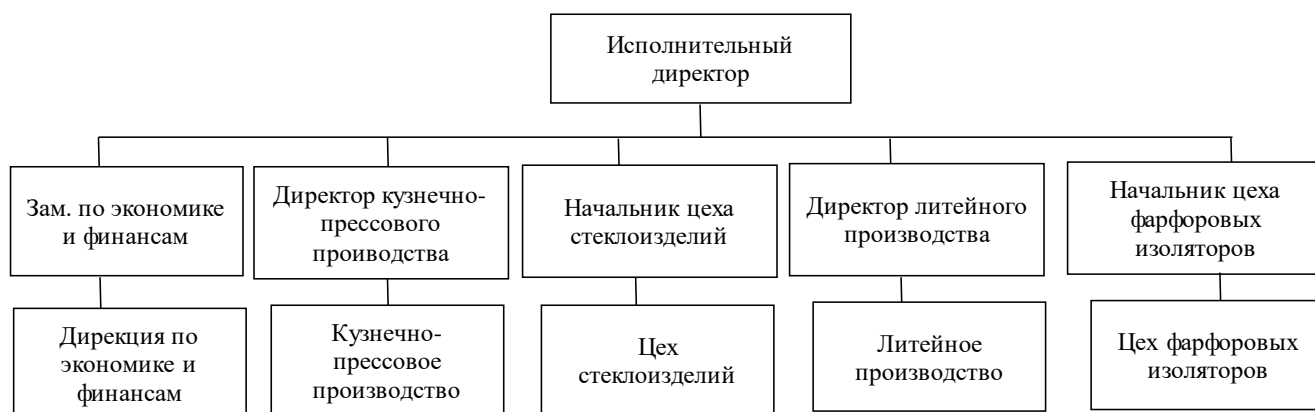 Исполнительный
директор
Зам. по экономике
и финансам
Директор кузнечно-
прессового
проиводства
Начальник цеха
стеклоизделий
Директор литейного
производства
Начальник цеха
фарфоровых
изоляторов
Дирекция по
экономике и
финансам
Кузнечно-
прессовое
производство
Цех
стеклоизделий
Литейное
производство
Цех фарфоровых
изоляторов